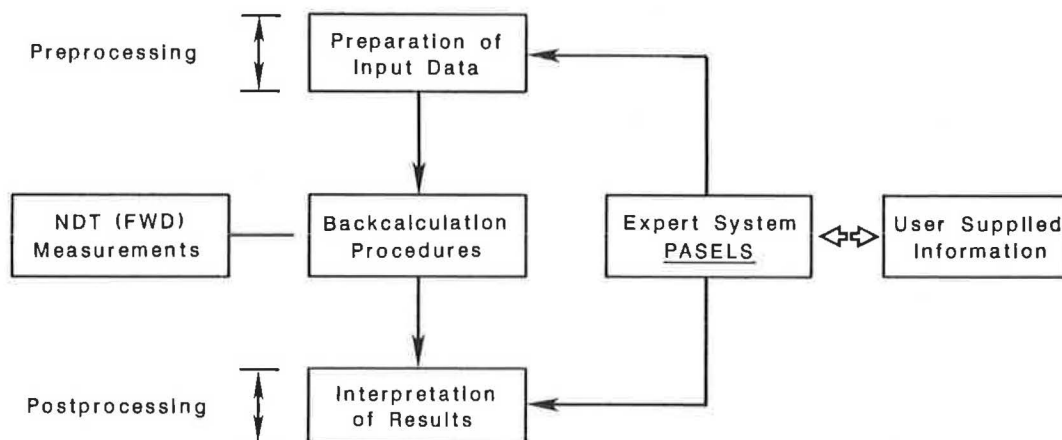 Preprocessing
Preparation of
Input Data
NDT (FWD)
Measurements
Backcalculation
Procedures
Expert System
PASELS
User Supplied
Information
Postprocessing
Interpretation
of Results